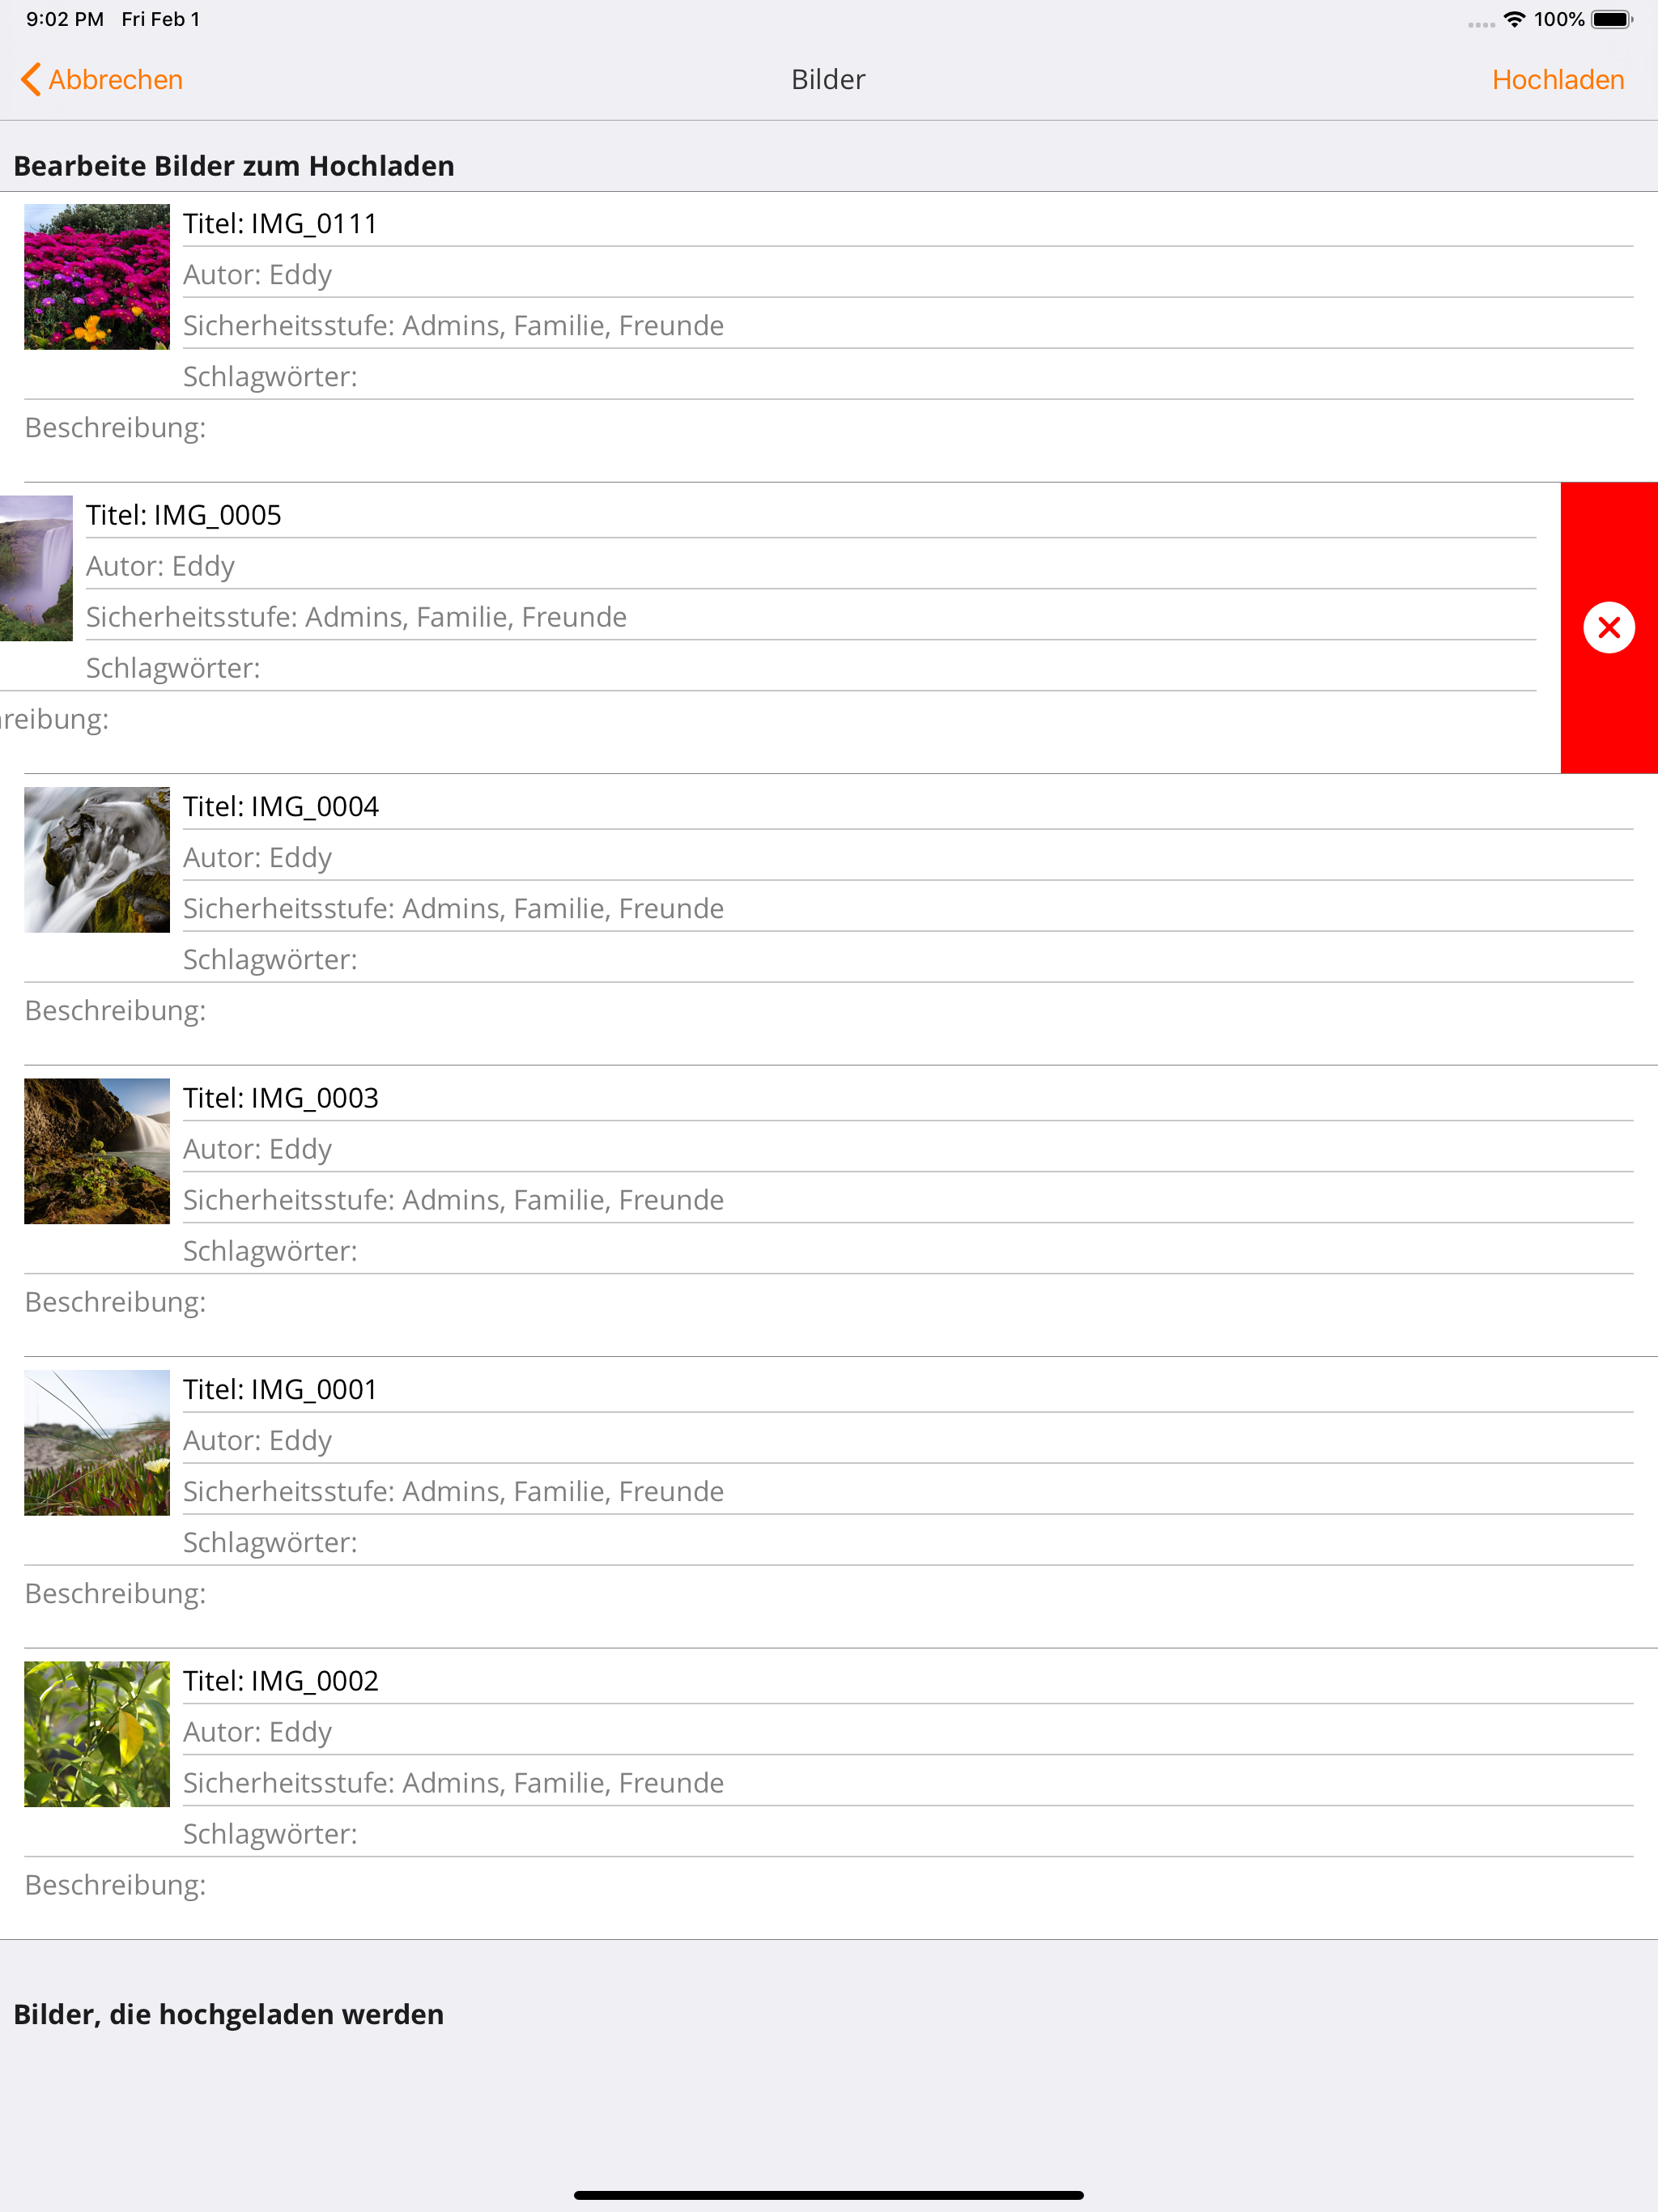 9:02 PM Fri Feb 1 100%
Abbrechen Bilder Hochladen
Bearbeite Bilder zum Hochladen
Titel: IMG_0111
Autor: Eddy
Sicherheitsstufe: Admins, Familie, Freunde
Schlagwörter:
Beschreibung:
Titel: IMG_0005
Autor: Eddy
Sicherheitsstufe: Admins, Familie, Freunde
Schlagwörter:
reibung:
Titel: IMG_0004
Autor: Eddy
Sicherheitsstufe: Admins, Familie, Freunde
Schlagwörter:
Beschreibung:
Titel: IMG_0003
Autor: Eddy
Sicherheitsstufe: Admins, Familie, Freunde
Schlagwörter:
Beschreibung:
Titel: IMG_0001
Autor: Eddy
Sicherheitsstufe: Admins, Familie, Freunde
Schlagwörter:
Beschreibung:
Titel: IMG_0002
Autor: Eddy
Sicherheitsstufe: Admins, Familie, Freunde
Schlagwörter:
Beschreibung:
Bilder, die hochgeladen werden